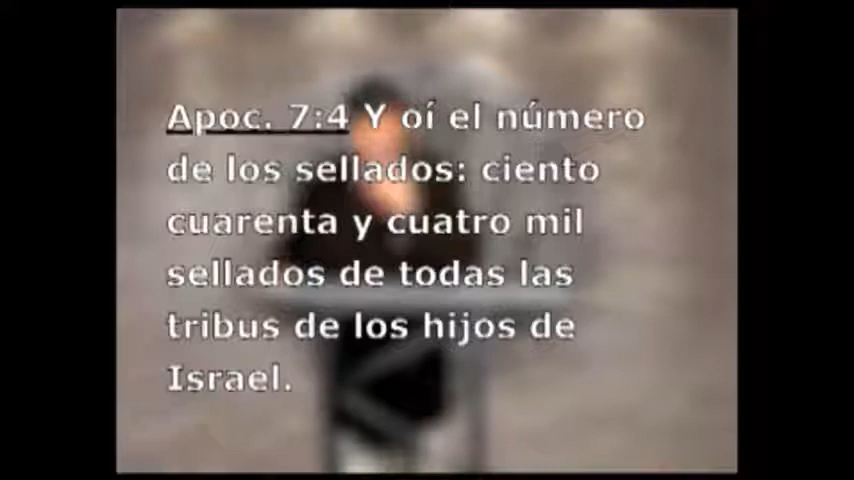 Apoc. 7:4 Y oí el número
de los sellados: ciento
cuarenta y cuatro mil
sellados de todas las
tribus de los hijos de
Israel.